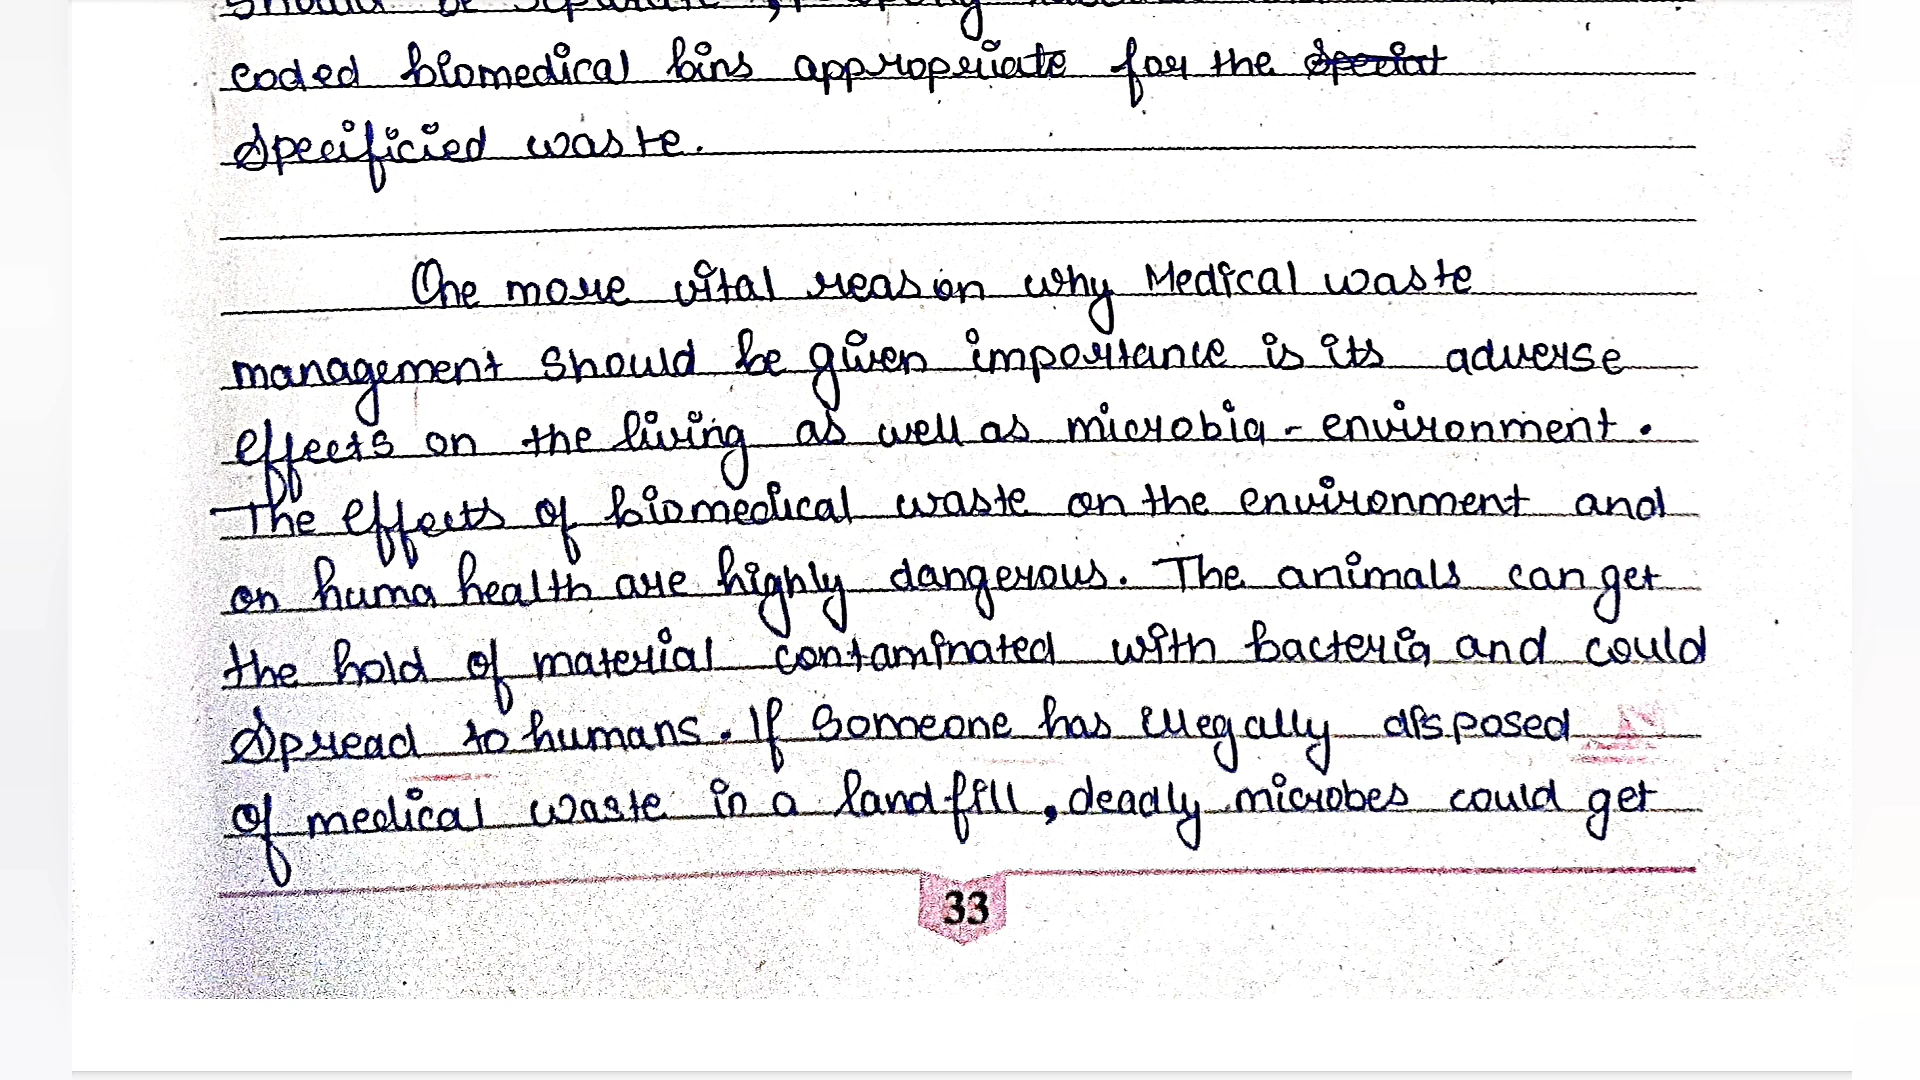 should be separate
coded biomedical bins appropriate for the
specificied waste.
One more vital reason why Medical waste
management should be given importance is its adverse
effects on the living as well as microbia - environment.
The effects of biomedical waste on the environment and
on huma health are highly dangerous. The animals can get
the hold of material contaminated with bacteria and could
spread to humans. If Someone has illegally disposed
of medical waste in a landfill, deadly microbes could get
33